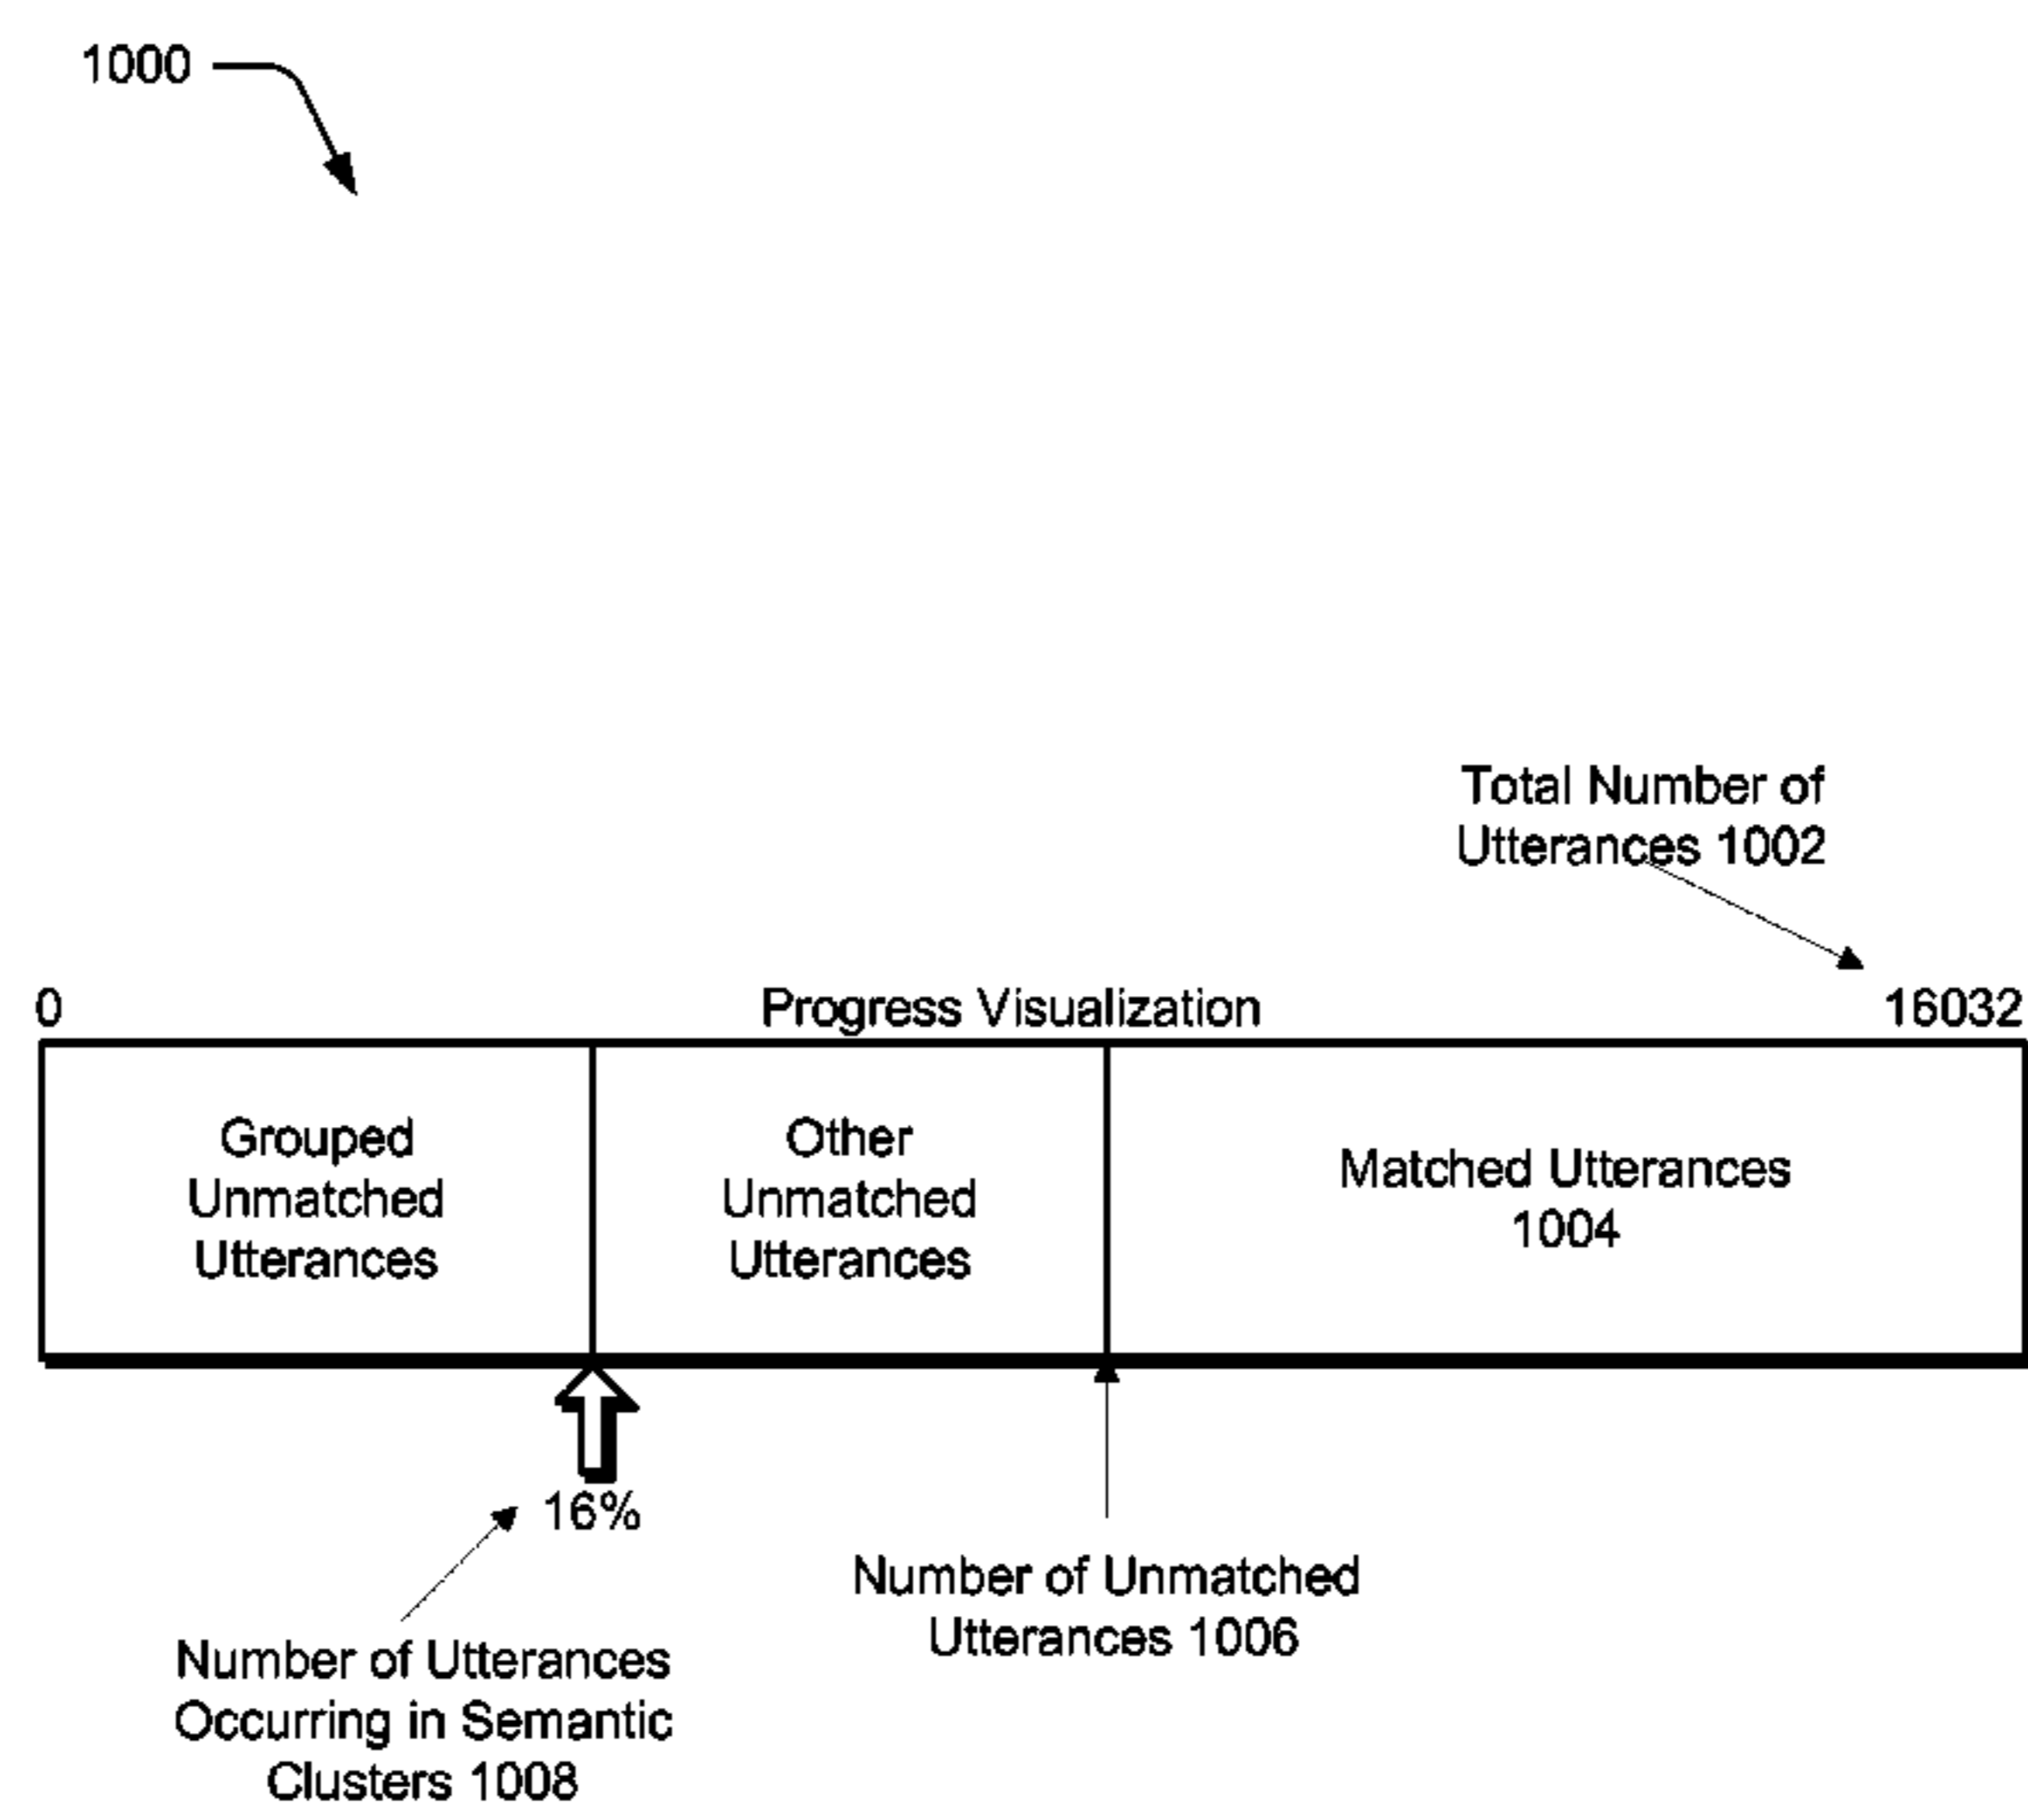 1000
Total Number of
Utterances 1002
0
Progress Visualization
16032
Grouped
Unmatched
Utterances
Other
Unmatched
Utterances
Matched Utterances
1004
16%
Number of Unmatched
Utterances 1006
Number of Utterances
Occurring in Semantic
Clusters 1008